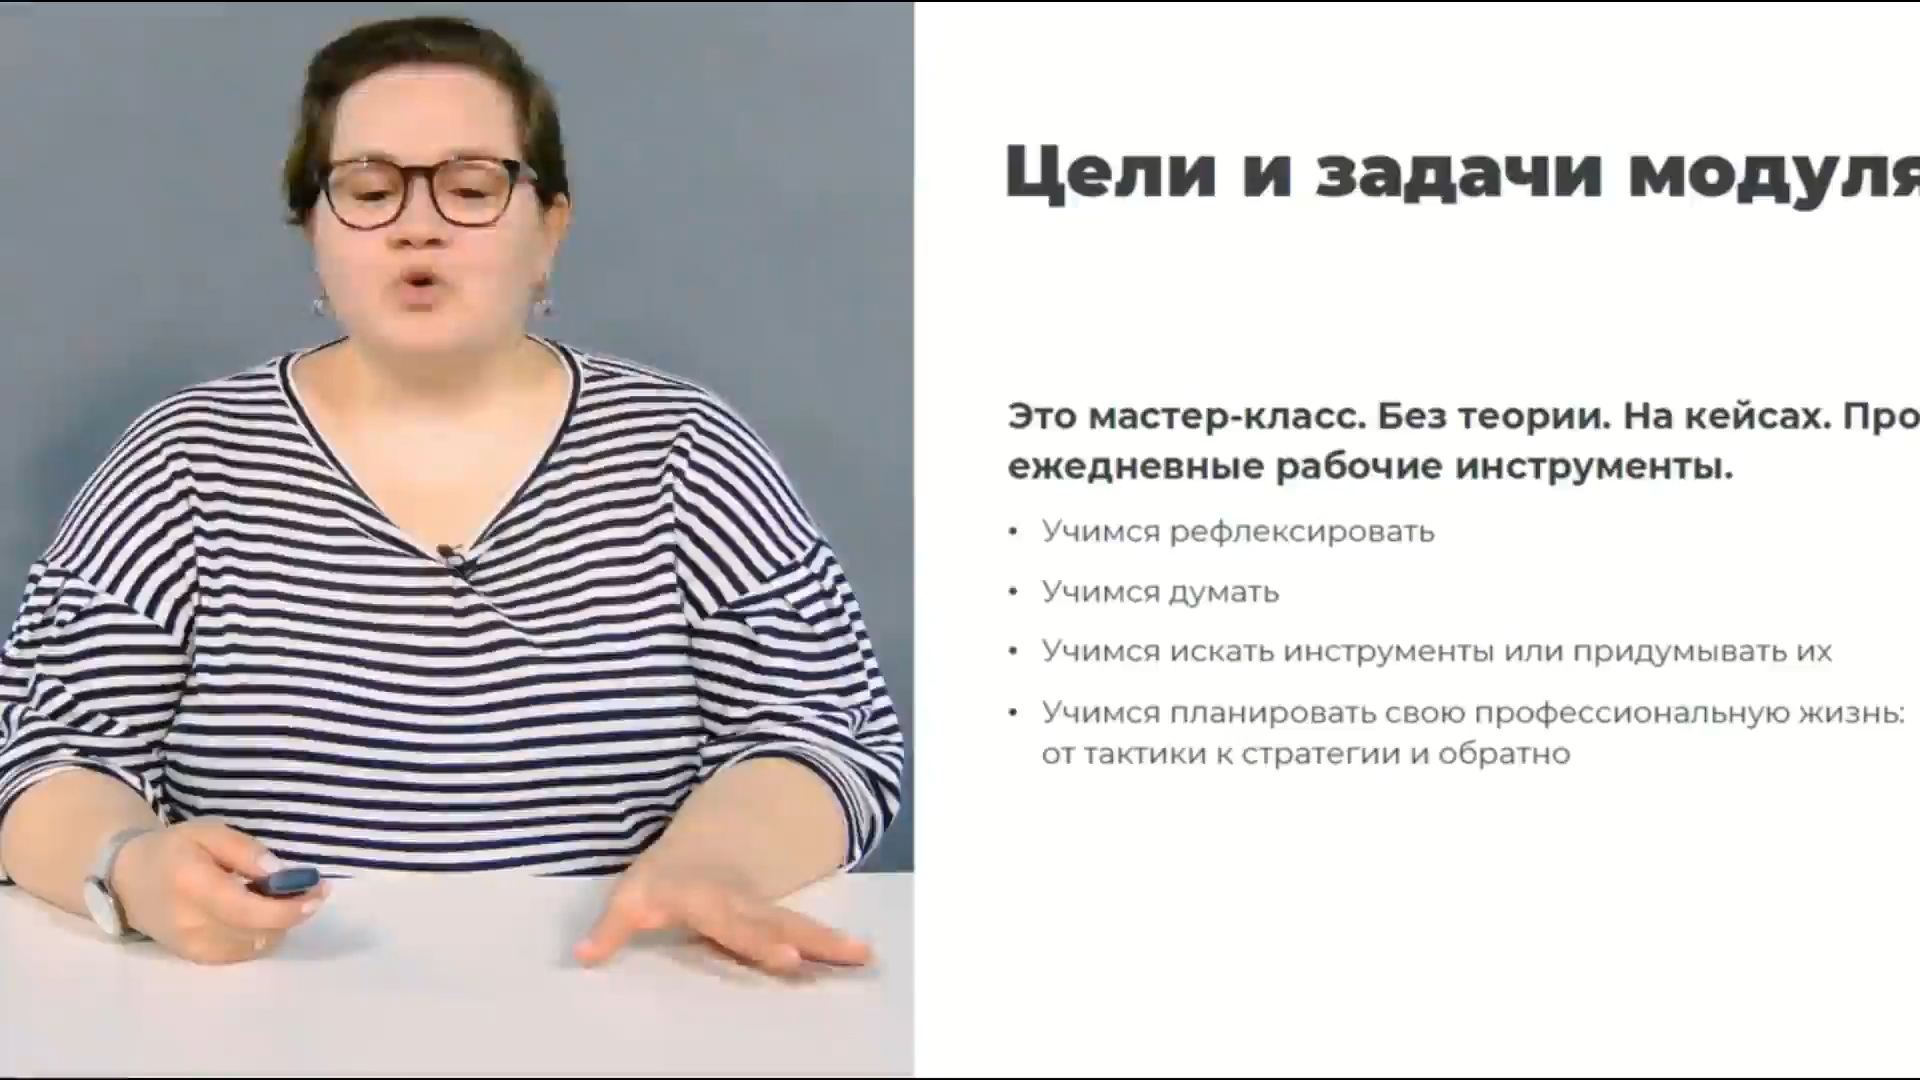 Цели и задачи модуля
Это мастер-класс. Без теории. На кейсах. Про
ежедневные рабочие инструменты.
• Учимся рефлексировать
• Учимся думать
• Учимся искать инструменты или придумывать их
• Учимся планировать свою профессиональную жизнь:
от тактики к стратегии и обратно